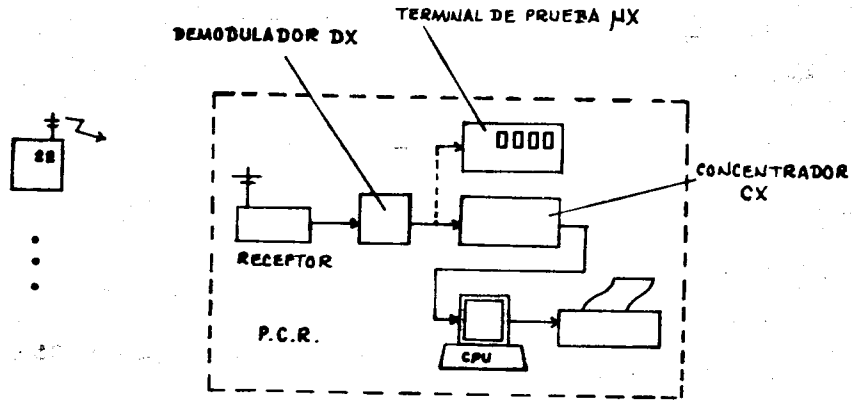 TERMINAL DE PRUEBA μX
DEMODULADOR DX
22
0000
CONCENTRADOR
CX
RECEPTOR
P.C.R.
CPU